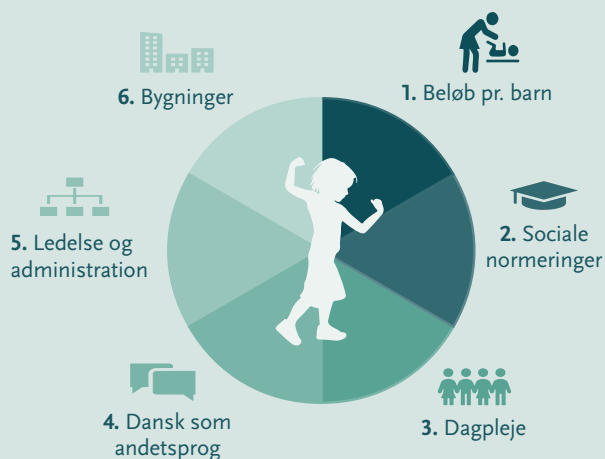 1. Beløb pr. barn
2. Sociale
normeringer
3. Dagpleje
4. Dansk som
andetsprog
5. Ledelse og
administration
6. Bygninger